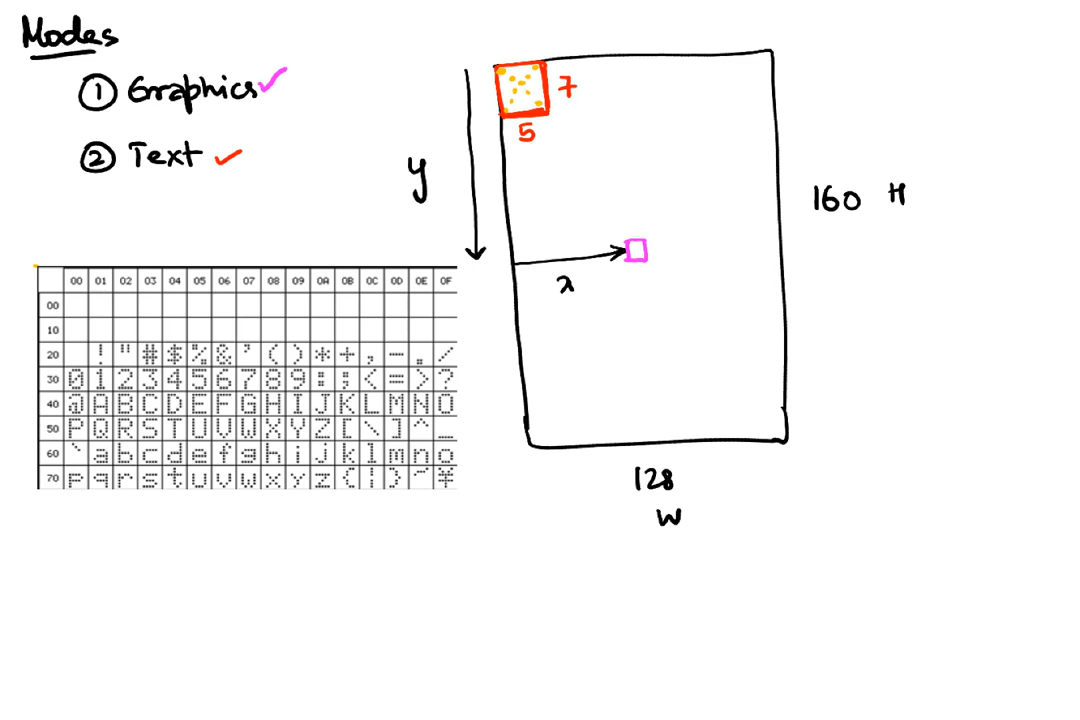 Modes
① Graphics
② Text
7
5
y
x
160 H
128
W
00 01 02 03 04 05 06 07 08 09 0A 0B 0C 0D 0E 0F
00
10
20 ! " # $ % & ' ( ) * + , - . /
30 0 1 2 3 4 5 6 7 8 9 : ; < = > ?
40 @ A B C D E F G H I J K L M N O
50 P Q R S T U V W X Y Z [ \ ] ^ _
60 ` a b c d e f g h i j k l m n o
70 p q r s t u v w x y z { | } ~ ¥